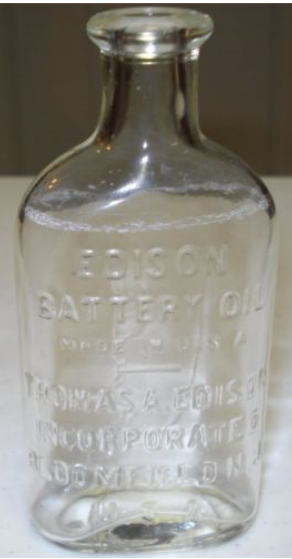 EDISON
BATTERY OIL
MADE IN U S A
THOMAS A. EDISON
INCORPORATED
BLOOMFIELD N.J.
U.S.A.